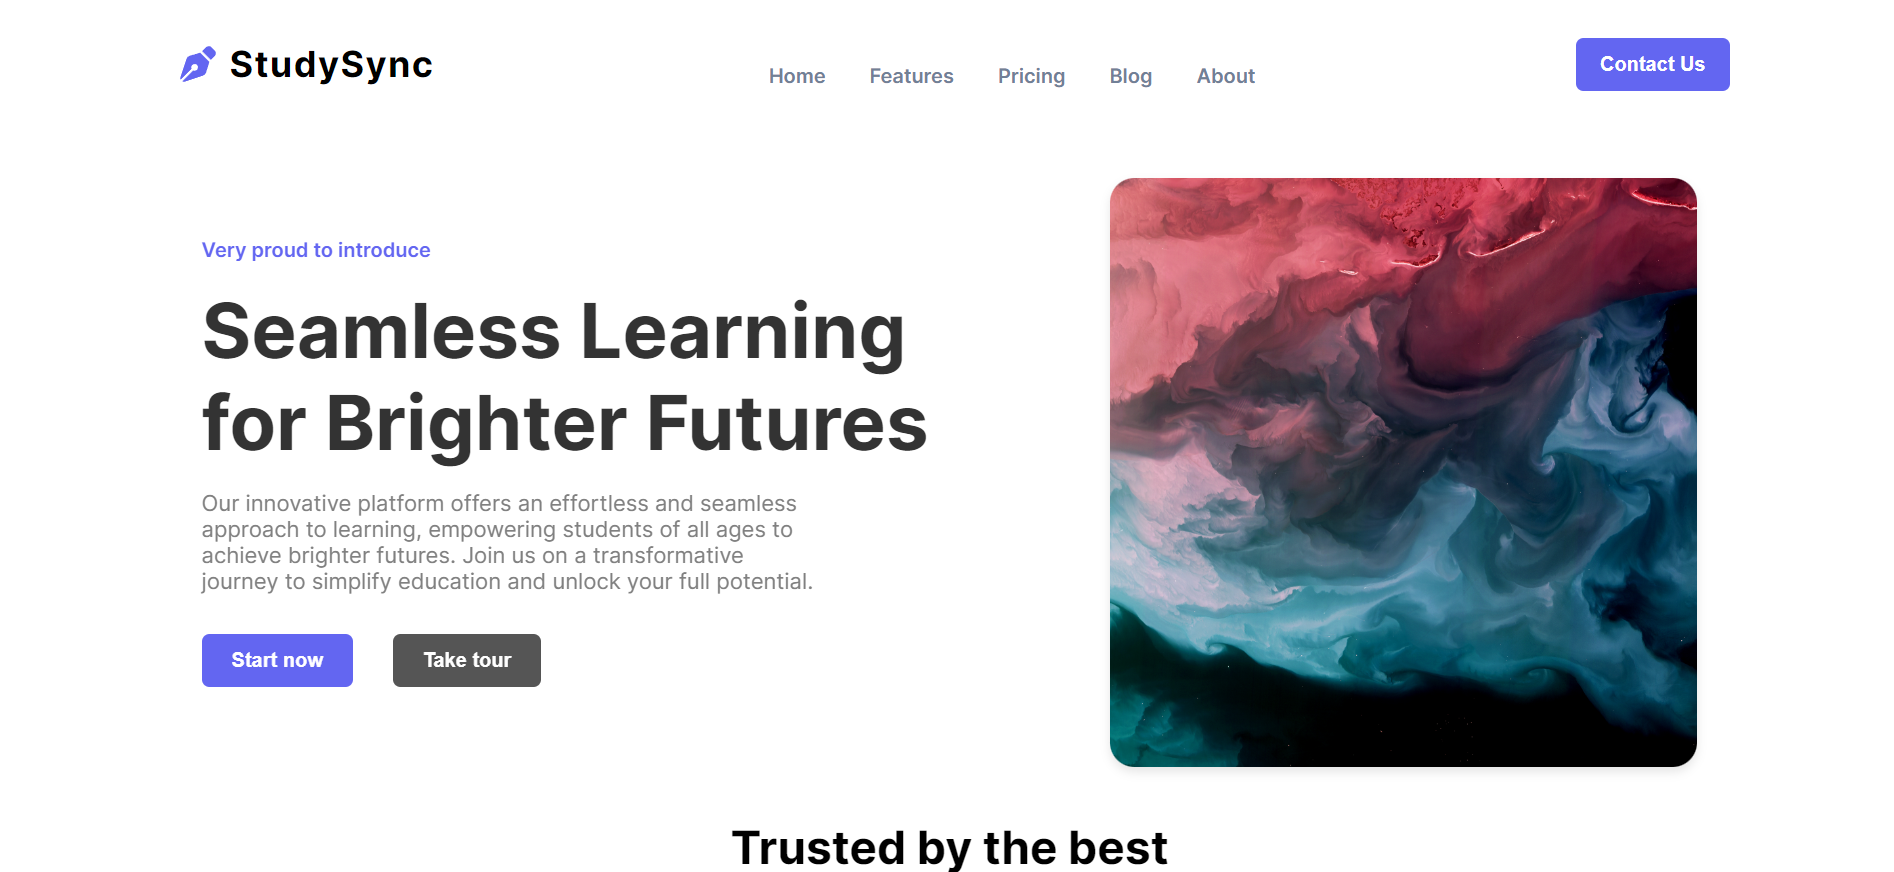 StudySync
Home Features Pricing Blog About
Contact Us
Very proud to introduce
Seamless Learning
for Brighter Futures
Our innovative platform offers an effortless and seamless
approach to learning, empowering students of all ages to
achieve brighter futures. Join us on a transformative
journey to simplify education and unlock your full potential.
Start now Take tour
Trusted by the best